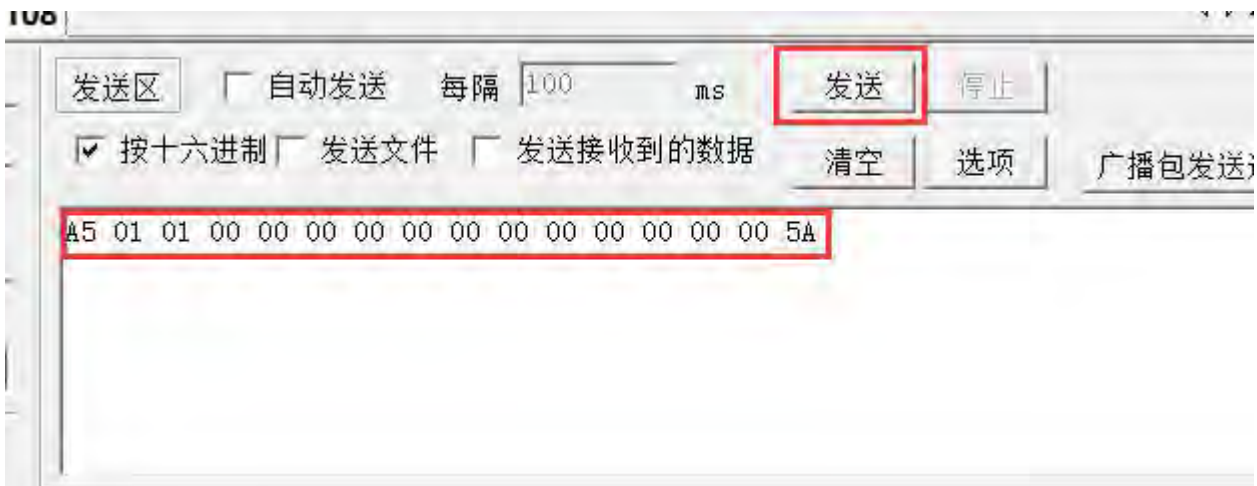 108
发送区 自动发送 每隔 100 ms 发送 停止
按十六进制 发送文件 发送接收到的数据 清空 选项 广播包发送
A5 01 01 00 00 00 00 00 00 00 00 00 00 00 00 5A